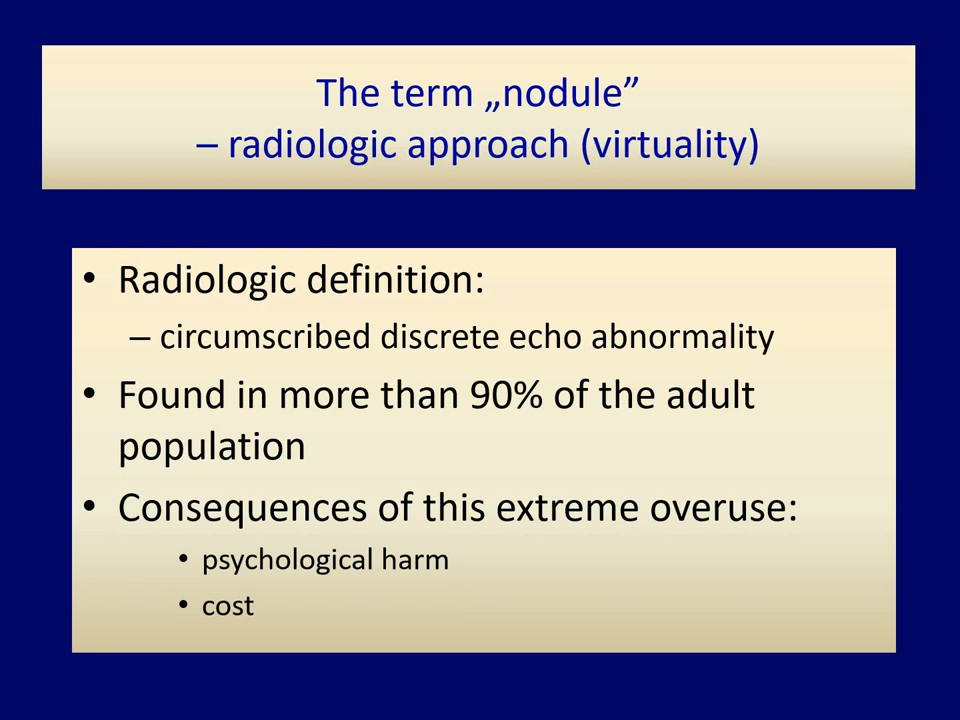 The term „nodule”
– radiologic approach (virtuality)
• Radiologic definition:
– circumscribed discrete echo abnormality
• Found in more than 90% of the adult
population
• Consequences of this extreme overuse:
• psychological harm
• cost